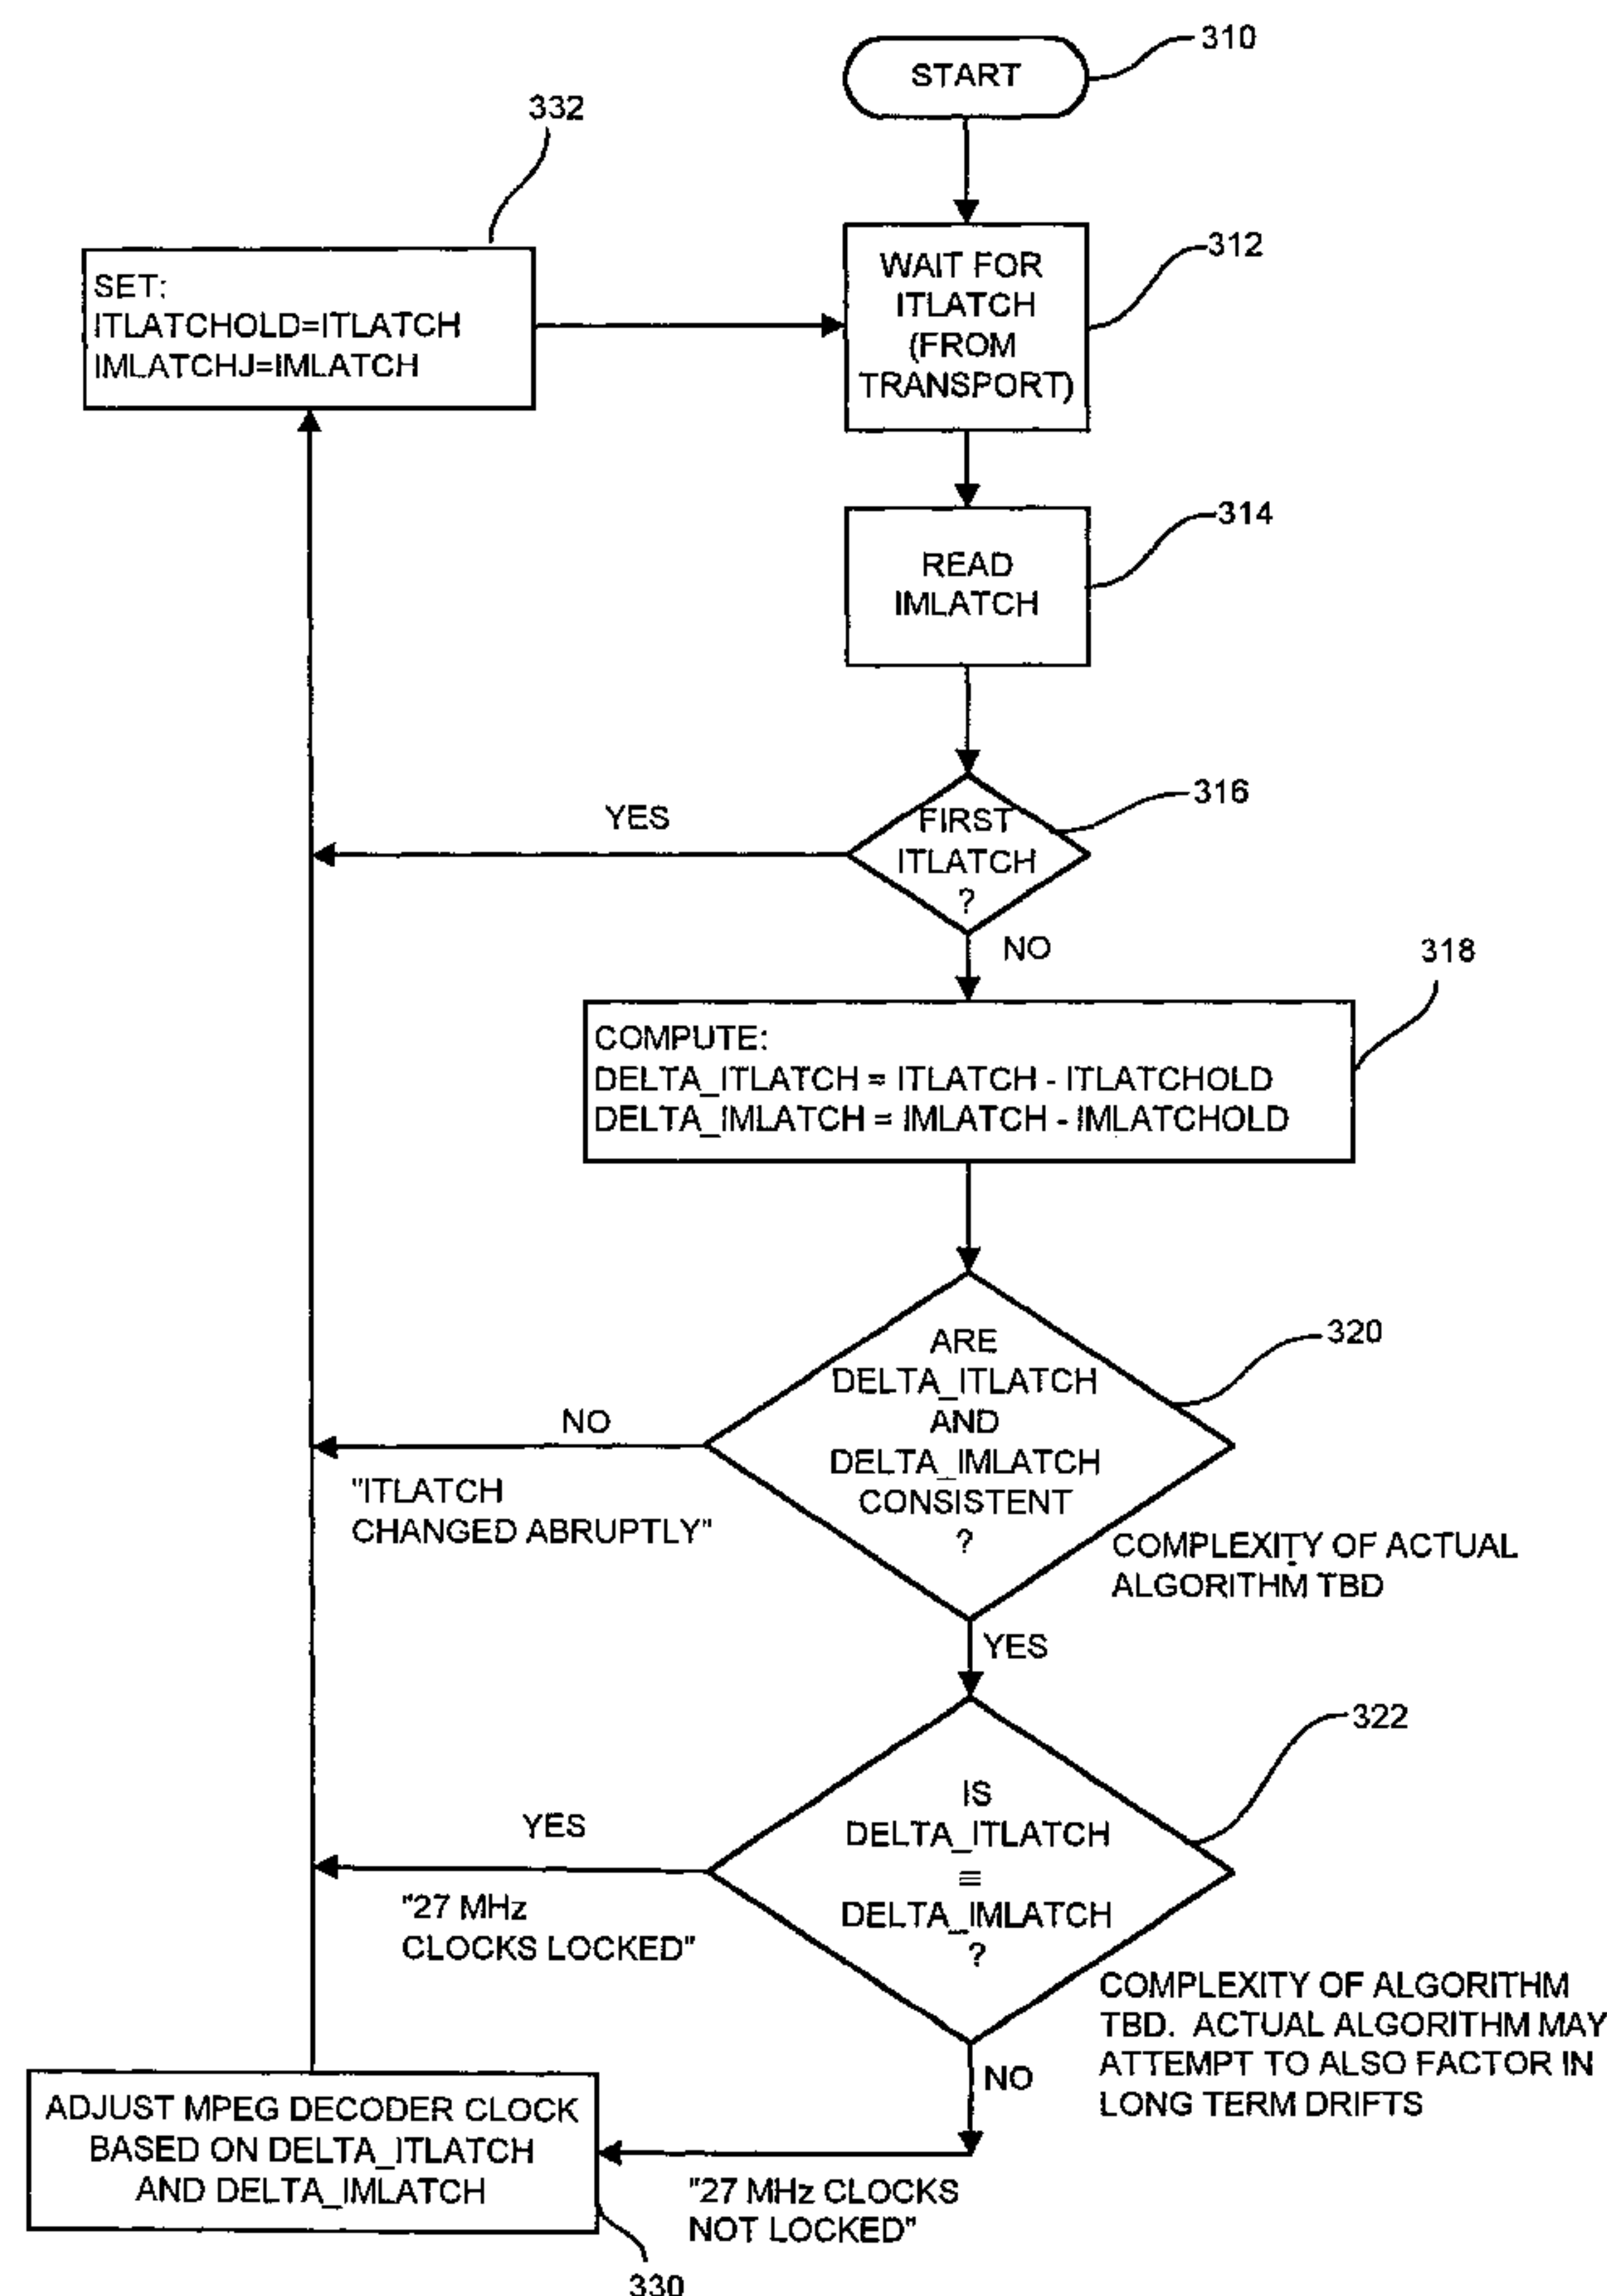 310
START
332
312
WAIT FOR
ITLATCH
(FROM
TRANSPORT)
SET:
ITLATCHOLD=ITLATCH
IMLATCHJ=IMLATCH
314
READ
IMLATCH
316
YES
FIRST
ITLATCH
?
NO
318
COMPUTE:
DELTA_ITLATCH = ITLATCH - ITLATCHOLD
DELTA_IMLATCH = IMLATCH - IMLATCHOLD
320
ARE
DELTA_ITLATCH
AND
DELTA_IMLATCH
CONSISTENT
?
NO
"ITLATCH
CHANGED ABRUPTLY"
COMPLEXITY OF ACTUAL
ALGORITHM TBD
YES
322
IS
DELTA_ITLATCH
≡
DELTA_IMLATCH
?
YES
"27 MHz
CLOCKS LOCKED"
COMPLEXITY OF ALGORITHM
TBD. ACTUAL ALGORITHM MAY
ATTEMPT TO ALSO FACTOR IN
LONG TERM DRIFTS
NO
ADJUST MPEG DECODER CLOCK
BASED ON DELTA_ITLATCH
AND DELTA_IMLATCH
"27 MHz CLOCKS
NOT LOCKED"
330